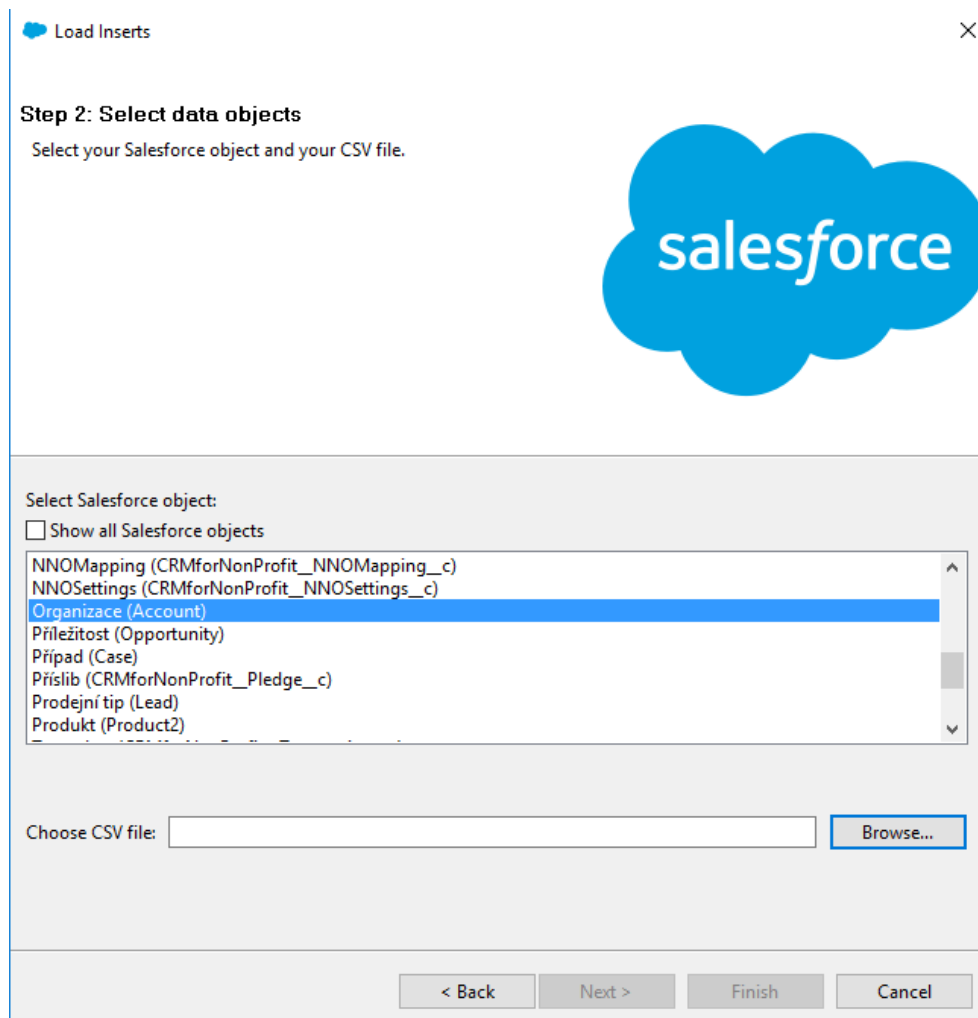 Load Inserts
Step 2: Select data objects
Select your Salesforce object and your CSV file.
salesforce
Select Salesforce object:
Show all Salesforce objects
NNOMapping (CRMforNonProfit__NNOMapping__c)
NNOSettings (CRMforNonProfit__NNOSettings__c)
Organizace (Account)
Příležitost (Opportunity)
Případ (Case)
Příslib (CRMforNonProfit__Pledge__c)
Prodejní tip (Lead)
Produkt (Product2)
Choose CSV file:
Browse...
< Back
Next >
Finish
Cancel